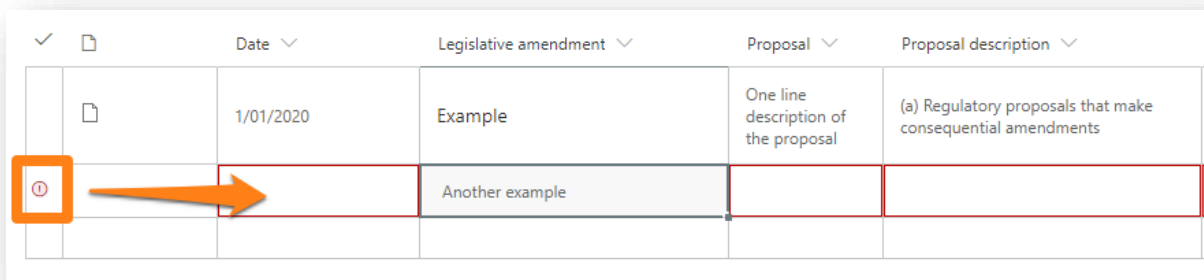 Date
Legislative amendment
Proposal
Proposal description
1/01/2020
Example
One line
description of
the proposal
(a) Regulatory proposals that make
consequential amendments
Another example